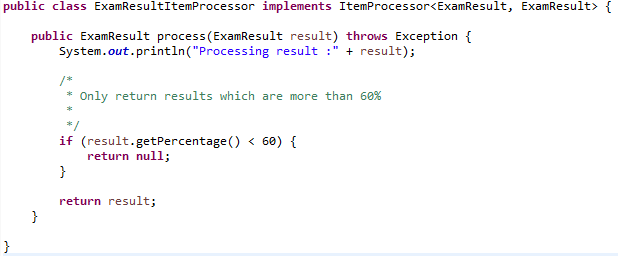 public class ExamResultItemProcessor implements ItemProcessor<ExamResult, ExamResult> {
public ExamResult process(ExamResult result) throws Exception {
System.out.println("Processing result :" + result);
/*
* Only return results which are more than 60%
*
*/
if (result.getPercentage() < 60) {
return null;
}
return result;
}
}